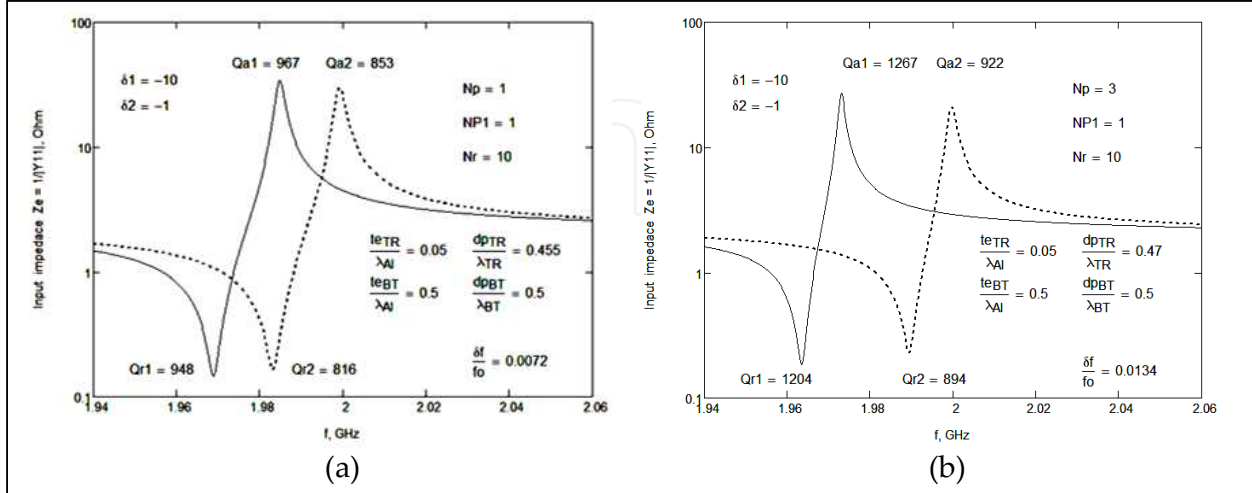 100
10
1
0.1
Input impedace Ze = 1/|Y11|, Ohm
Qa1 = 967 Qa2 = 853
δ1 = −10
δ2 = −1
Np = 1
NP1 = 1
Nr = 10
teTR/λAl = 0.05 dpTR/λTR = 0.455
teBT/λAl = 0.5 dpBT/λBT = 0.5
Qr1 = 948 Qr2 = 816
δf/fo = 0.0072
1.94 1.96 1.98 2 2.02 2.04 2.06
f, GHz
(a)
100
10
1
0.1
Input impedace Ze = 1/|Y11|, Ohm
Qa1 = 1267 Qa2 = 922
δ1 = −10
δ2 = −1
Np = 3
NP1 = 1
Nr = 10
teTR/λAl = 0.05 dpTR/λTR = 0.47
teBT/λAl = 0.5 dpBT/λBT = 0.5
Qr1 = 1204 Qr2 = 894
δf/fo = 0.0134
1.94 1.96 1.98 2 2.02 2.04 2.06
f, GHz
(b)